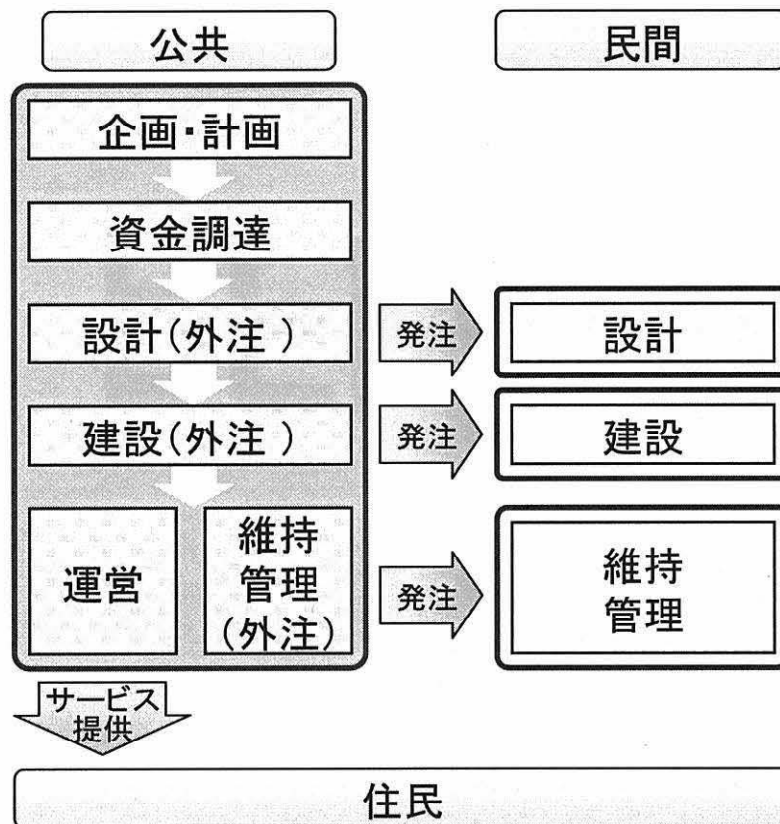 公共
民間
企画・計画
資金調達
設計(外注)
発注
設計
建設(外注)
発注
建設
運営
維持
管理
(外注)
発注
維持
管理
サービス
提供
住民